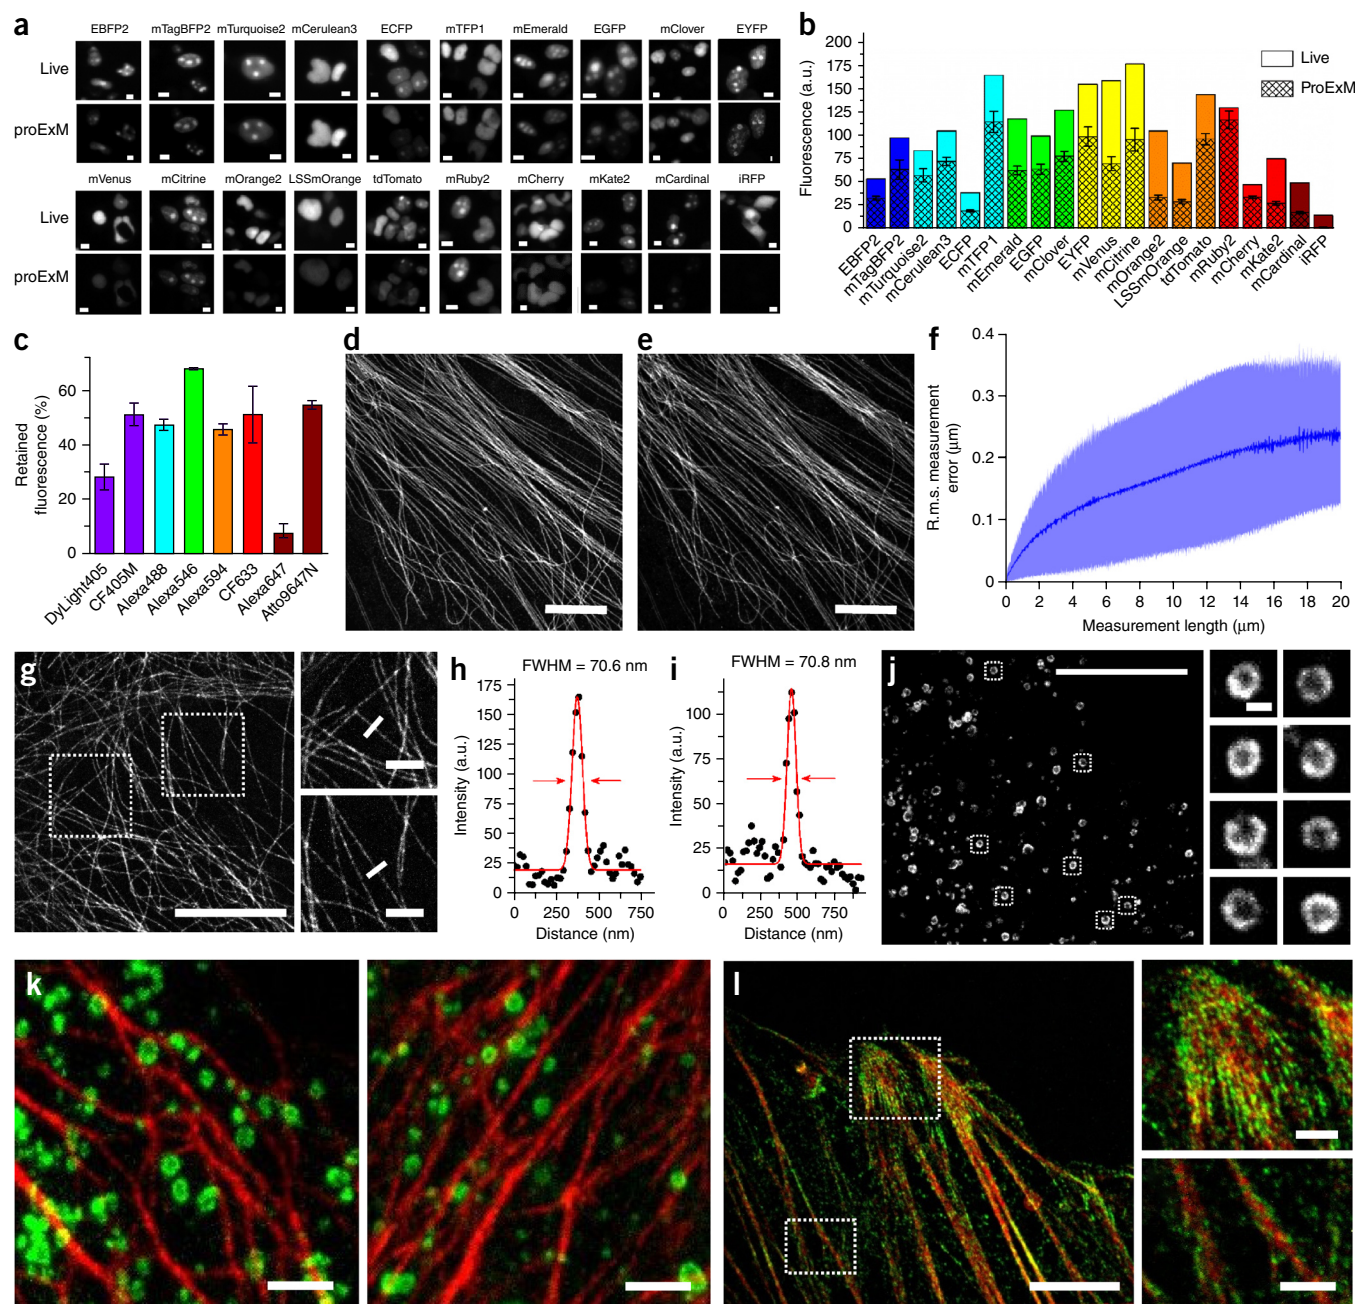 a
EBFP2 mTagBFP2 mTurquoise2 mCerulean3 ECFP mTFP1 mEmerald EGFP mClover EYFP
Live
proExM
mVenus mCitrine mOrange2 LSSmOrange tdTomato mRuby2 mCherry mKate2 mCardinal iRFP
Live
proExM
b
Fluorescence (a.u.)
200
175
150
125
100
75
50
25
0
Live
ProExM
EBFP2
mTagBFP2
mTurquoise2
mCerulean3
ECFP
mTFP1
mEmerald
EGFP
mClover
EYFP
mVenus
mCitrine
mOrange2
LSSmOrange
tdTomato
mRuby2
mCherry
mKate2
mCardinal
iRFP
c
Retained
fluorescence (%)
60
40
20
0
DyLight405
CF405M
Alexa488
Alexa546
Alexa594
CF633
Alexa647
Atto9647N
d
e
f
R.m.s. measurement
error (μm)
0.4
0.3
0.2
0.1
0
0 2 4 6 8 10 12 14 16 18 20
Measurement length (μm)
g
h
FWHM = 70.6 nm
Intensity (a.u.)
175
150
125
100
75
50
25
0
0 250 500 750
Distance (nm)
i
FWHM = 70.8 nm
Intensity (a.u.)
100
75
50
25
0
0 250 500 750
Distance (nm)
j
k
l